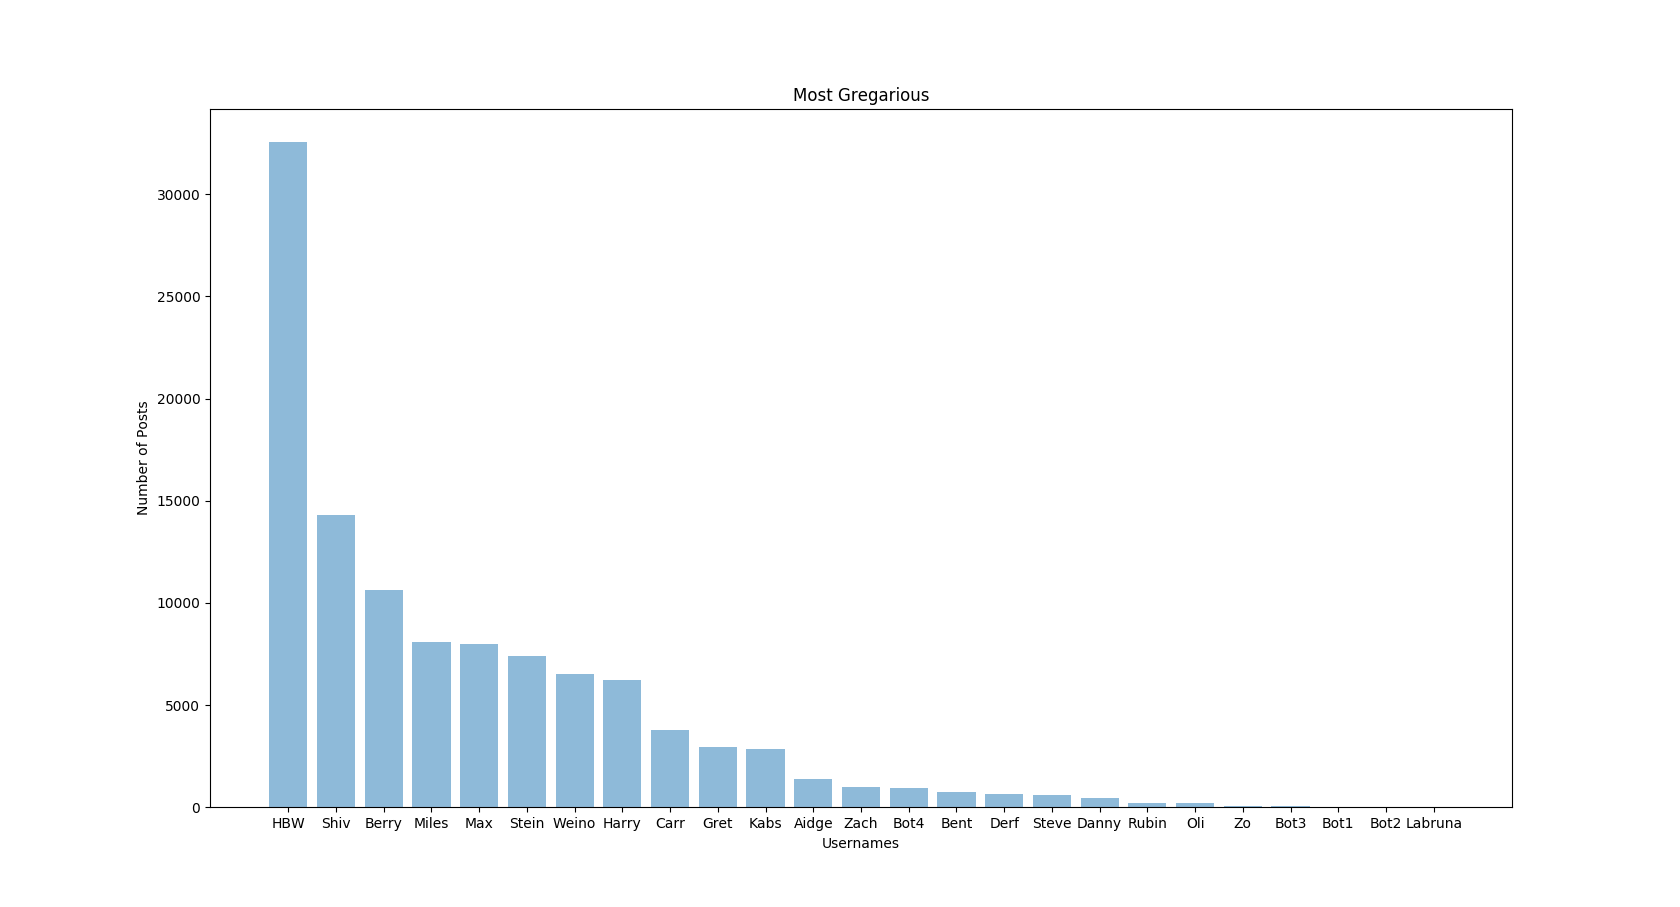 Most Gregarious
30000
25000
20000
15000
10000
5000
0
Number of Posts
HBW Shiv Berry Miles Max Stein Weino Harry Carr Gret Kabs Aidge Zach Bot4 Bent Derf Steve Danny Rubin Oli Zo Bot3 Bot1 Bot2 Labruna
Usernames